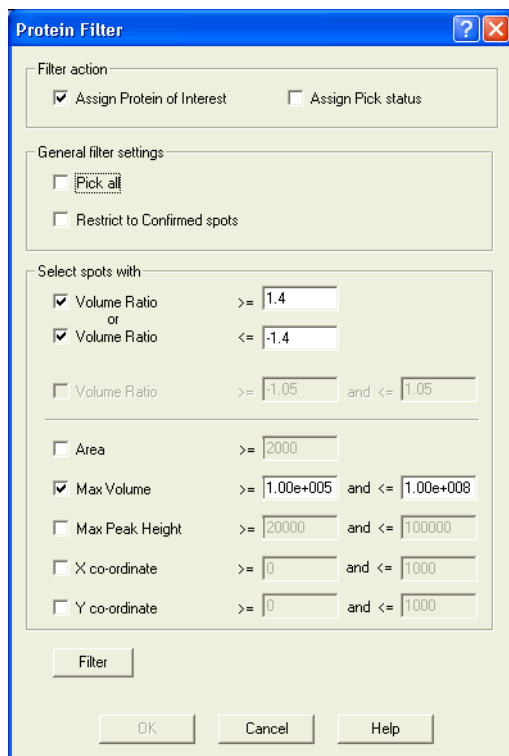 Protein Filter
Filter action
Assign Protein of Interest Assign Pick status
General filter settings
Pick all
Restrict to Confirmed spots
Select spots with
Volume Ratio >= 1.4
or
Volume Ratio <= -1.4
Volume Ratio >= -1.05 and <= 1.05
Area >= 2000
Max Volume >= 1.00e+005 and <= 1.00e+008
Max Peak Height >= 20000 and <= 100000
X co-ordinate >= 0 and <= 1000
Y co-ordinate >= 0 and <= 1000
Filter
OK Cancel Help